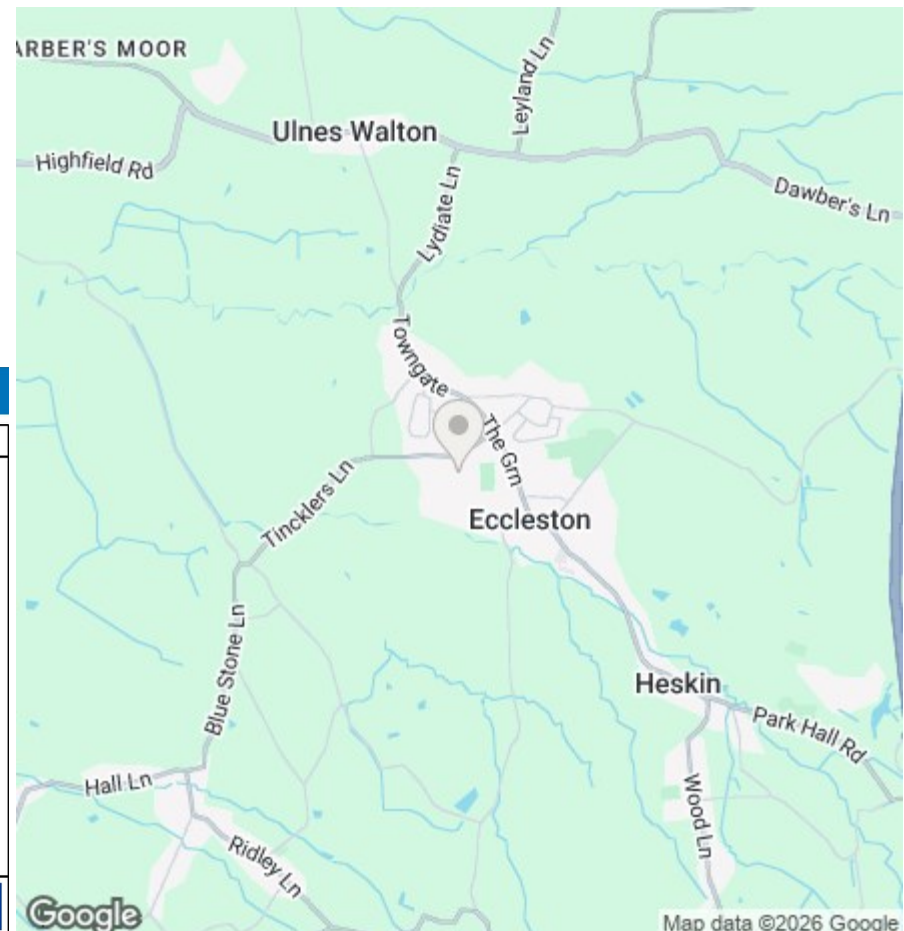 ARBER'S MOOR
Leyland Ln
Ulnes Walton
Highfield Rd
Dawber's Ln
Lydiate Ln
Towngate
The Grn
Tincklers Ln
Eccleston
Blue Stone Ln
Heskin
Park Hall Rd
Hall Ln
Wood Ln
Ridley Ln
Google
Map data ©2026 Google